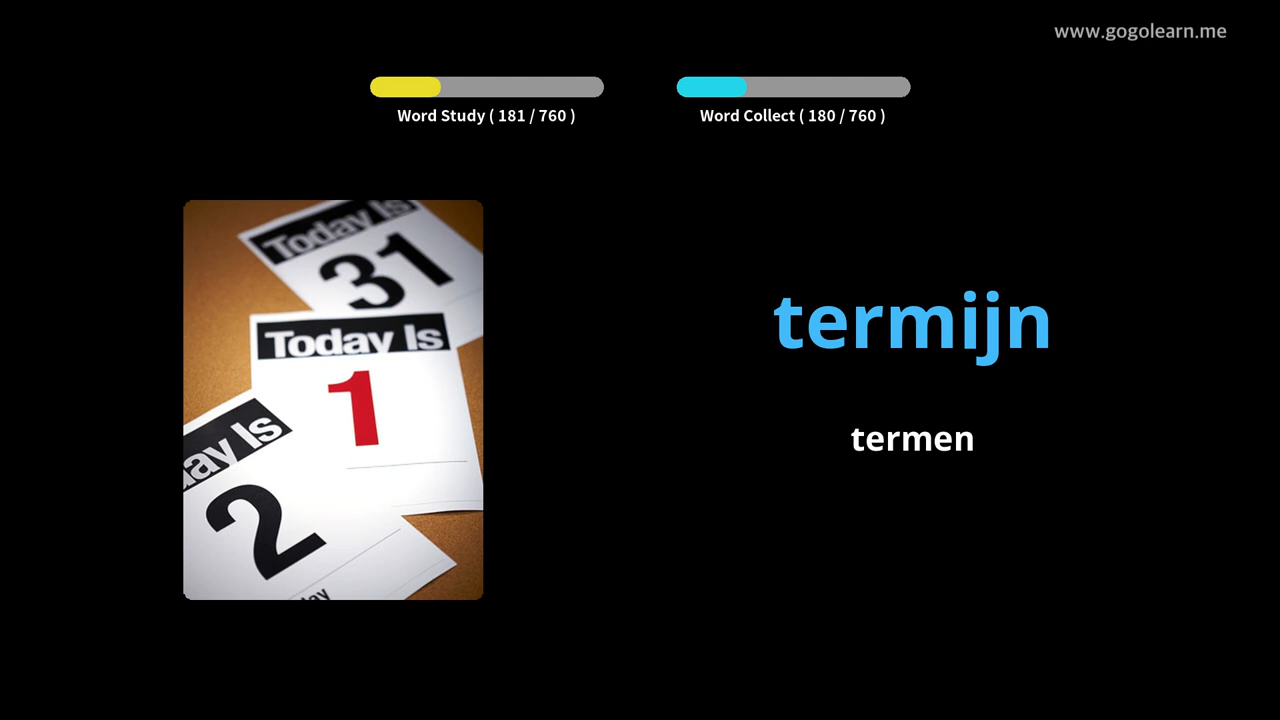 www.gogolearn.me
Word Study ( 181 / 760 )
Word Collect ( 180 / 760 )
Today Is
31
Today Is
1
ay Is
2
ay
termijn
termen